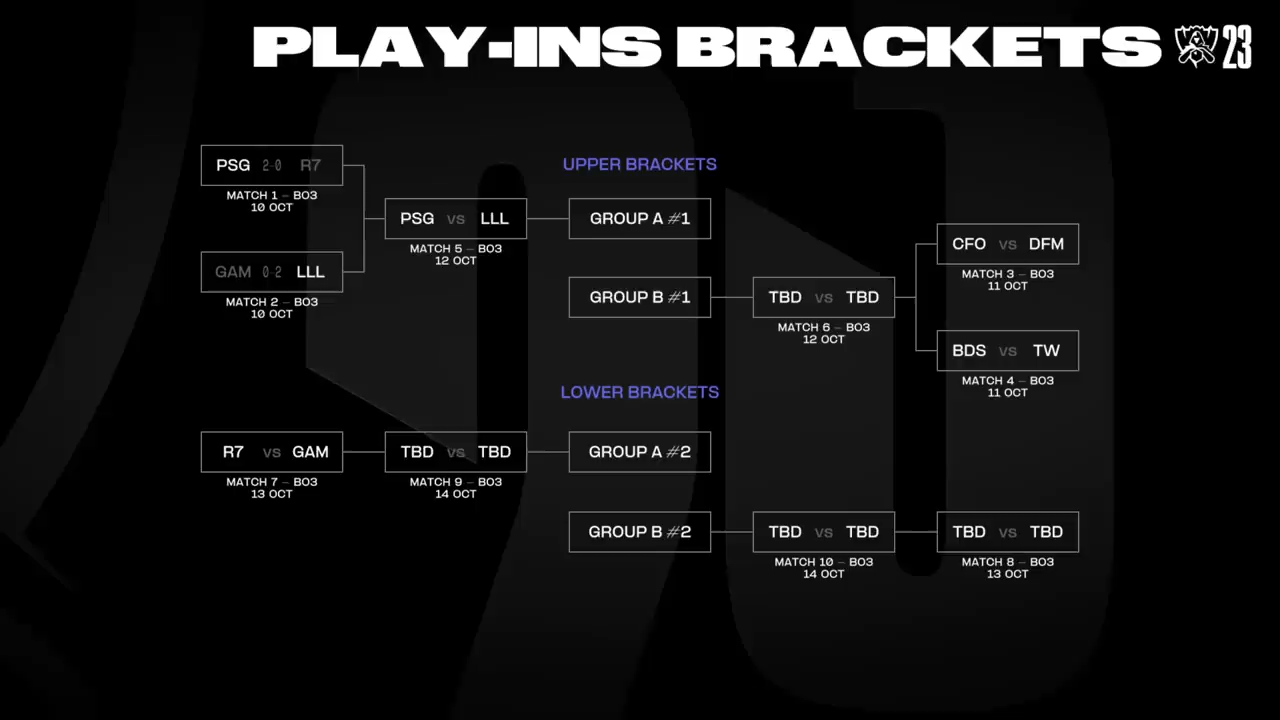 PLAY-INS BRACKETS 23
PSG 2-0 R7
MATCH 1 – BO3
10 OCT
GAM 0-2 LLL
MATCH 2 – BO3
10 OCT
PSG vs LLL
MATCH 5 – BO3
12 OCT
UPPER BRACKETS
GROUP A #1
GROUP B #1
TBD vs TBD
MATCH 6 – BO3
12 OCT
CFO vs DFM
MATCH 3 – BO3
11 OCT
BDS vs TW
MATCH 4 – BO3
11 OCT
LOWER BRACKETS
R7 vs GAM
MATCH 7 – BO3
13 OCT
TBD vs TBD
MATCH 9 – BO3
14 OCT
GROUP A #2
GROUP B #2
TBD vs TBD
MATCH 10 – BO3
14 OCT
TBD vs TBD
MATCH 8 – BO3
13 OCT